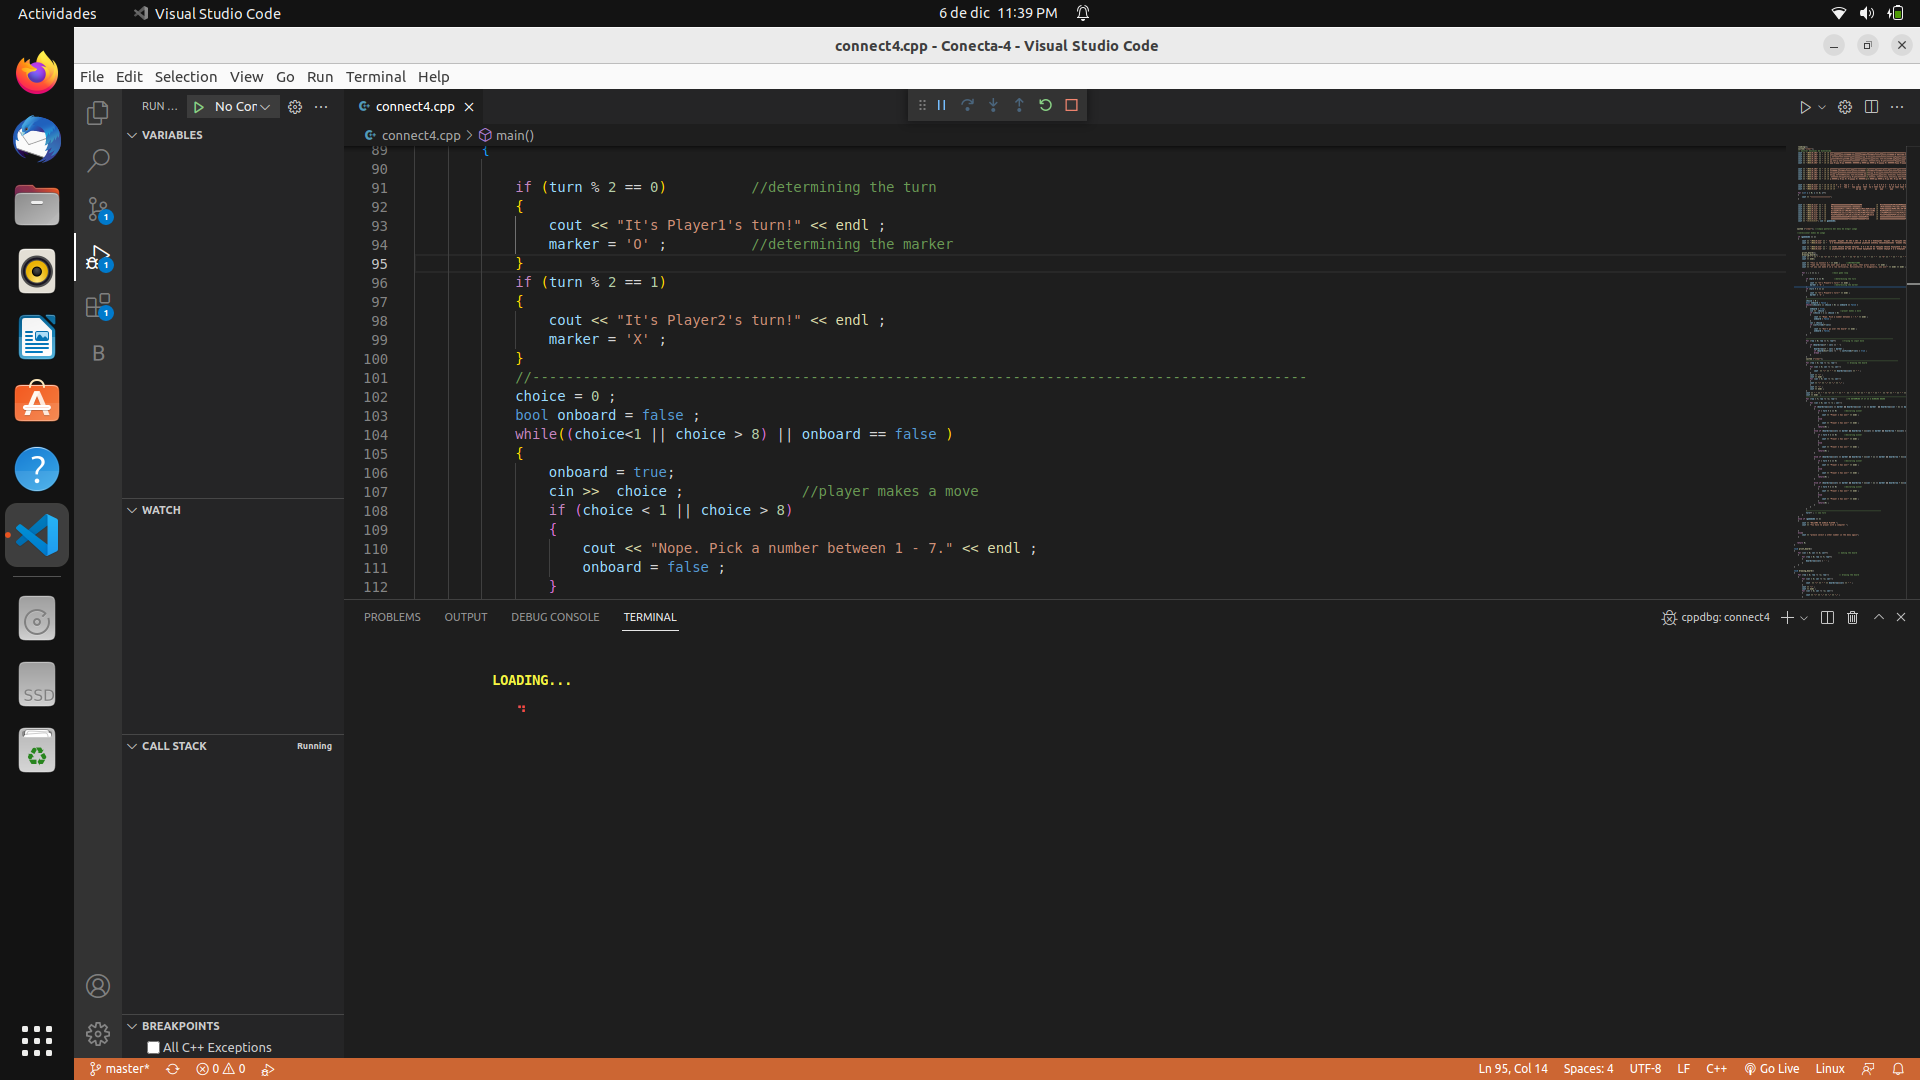 Actividades
Visual Studio Code
6 de dic 11:39 PM
connect4.cpp - Conecta-4 - Visual Studio Code
File Edit Selection View Go Run Terminal Help
RUN ...
No Con
connect4.cpp
connect4.cpp > main()
VARIABLES
WATCH
CALL STACK
Running
BREAKPOINTS
All C++ Exceptions
1
1
1
B
SSD
89 {
90
91 if (turn % 2 == 0) //determining the turn
92 {
93 cout << "It's Player1's turn!" << endl ;
94 marker = 'O' ; //determining the marker
95 }
96 if (turn % 2 == 1)
97 {
98 cout << "It's Player2's turn!" << endl ;
99 marker = 'X' ;
100 }
101 //--------------------------------------------------------------------------------------------
102 choice = 0 ;
103 bool onboard = false ;
104 while((choice<1 || choice > 8) || onboard == false )
105 {
106 onboard = true;
107 cin >> choice ; //player makes a move
108 if (choice < 1 || choice > 8)
109 {
110 cout << "Nope. Pick a number between 1 - 7." << endl ;
111 onboard = false ;
112 }
PROBLEMS OUTPUT DEBUG CONSOLE TERMINAL
cppdbg: connect4
LOADING...
master* 0 0
Ln 95, Col 14 Spaces: 4 UTF-8 LF C++ Go Live Linux